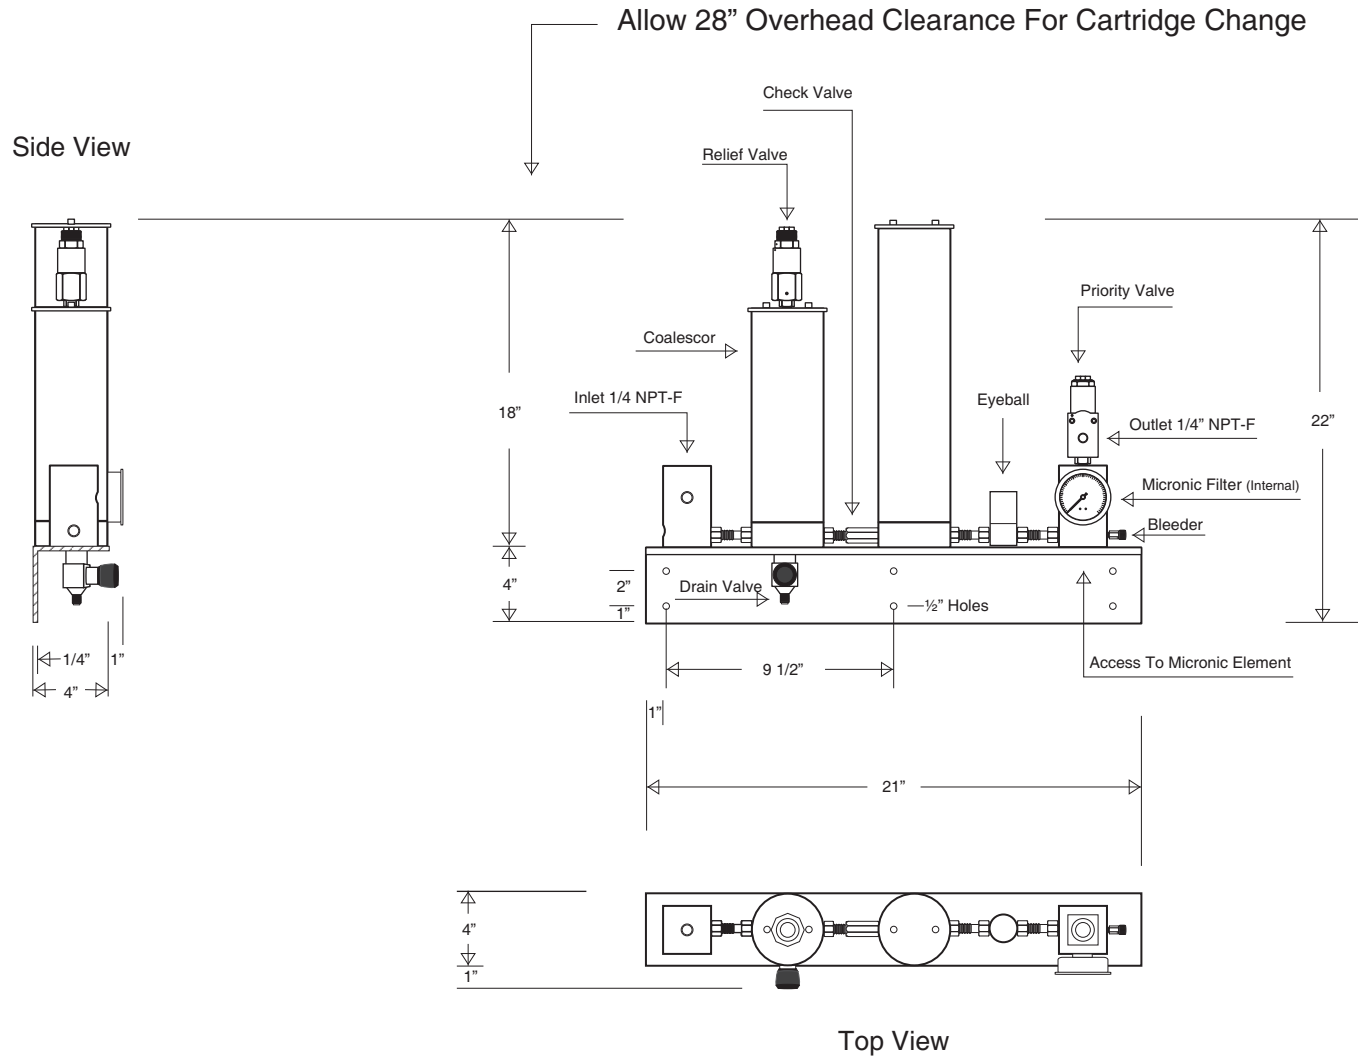 Allow 28” Overhead Clearance For Cartridge Change
Check Valve
Side View
Relief Valve
Priority Valve
Coalescor
Inlet 1/4 NPT-F
Eyeball
18”
22”
Outlet 1/4” NPT-F
Micronic Filter (Internal)
Bleeder
4”
2”
Drain Valve
1”
½” Holes
1/4”
1”
9 1/2”
Access To Micronic Element
4”
1”
21”
4”
1”
Top View